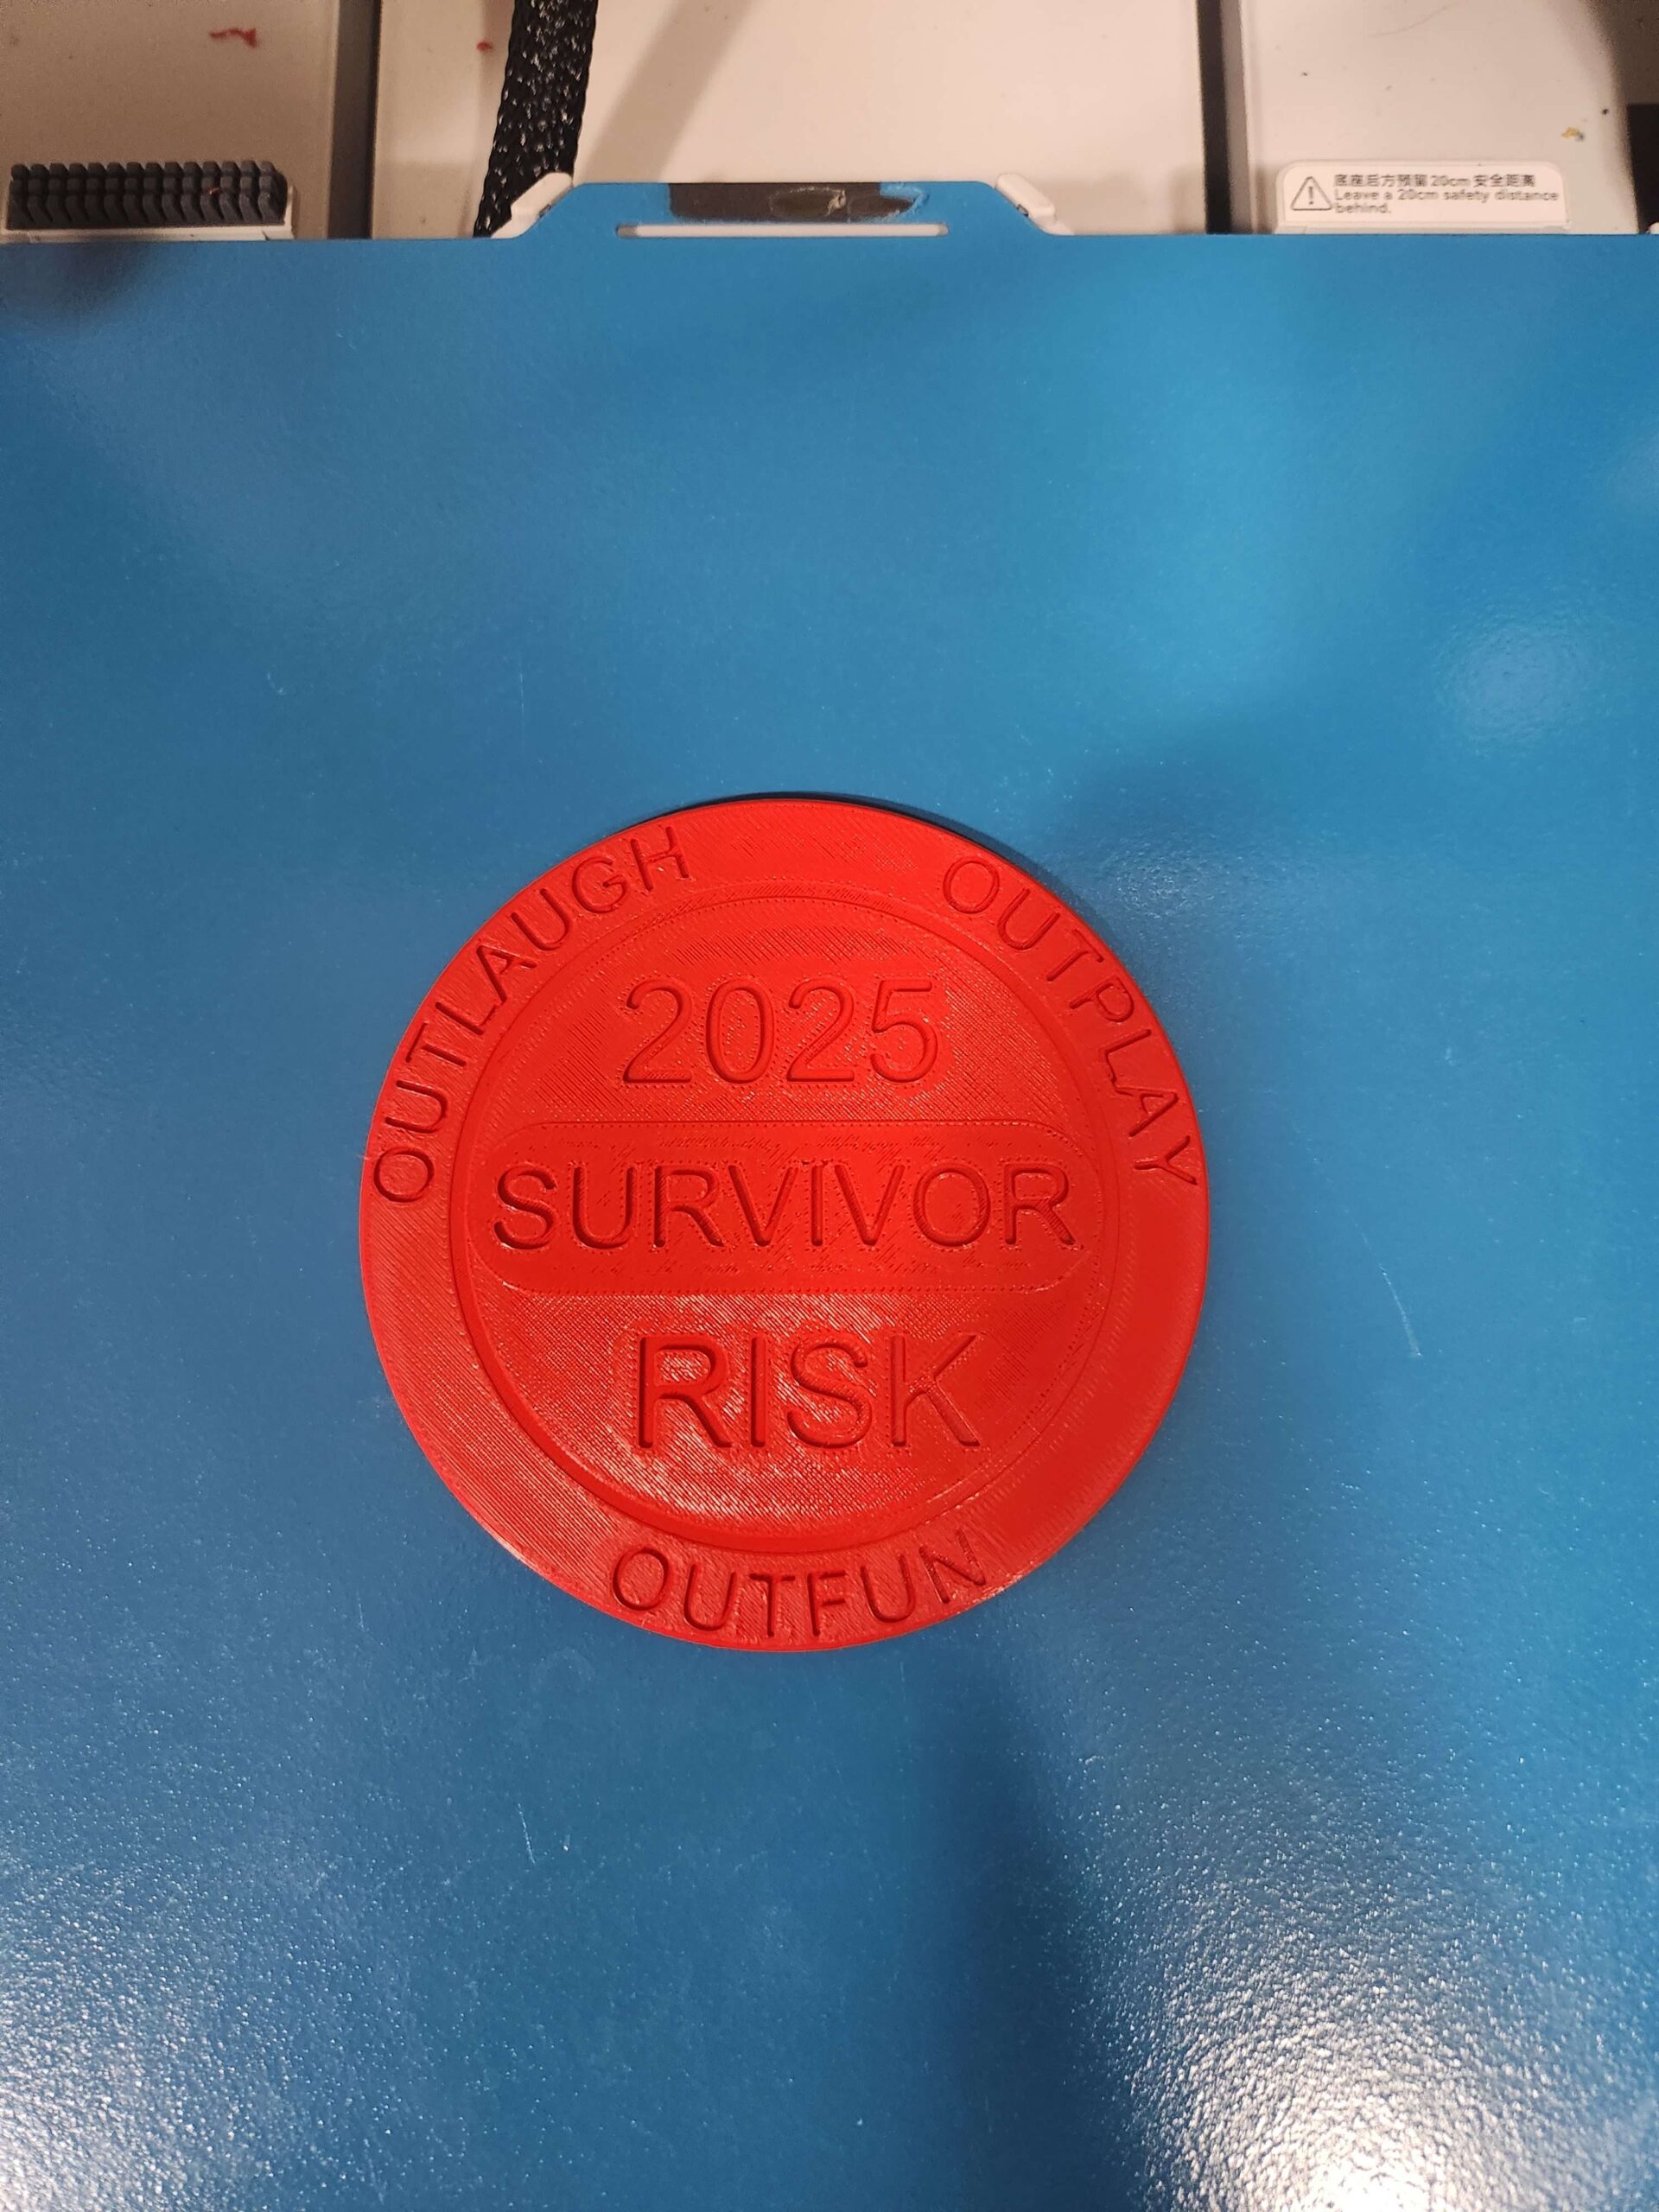 底座后方预留20cm安全距离
Leave a 20cm safety distance
behind.
OUTLAUGH
OUTPLAY
2025
SURVIVOR
RISK
OUTFUN